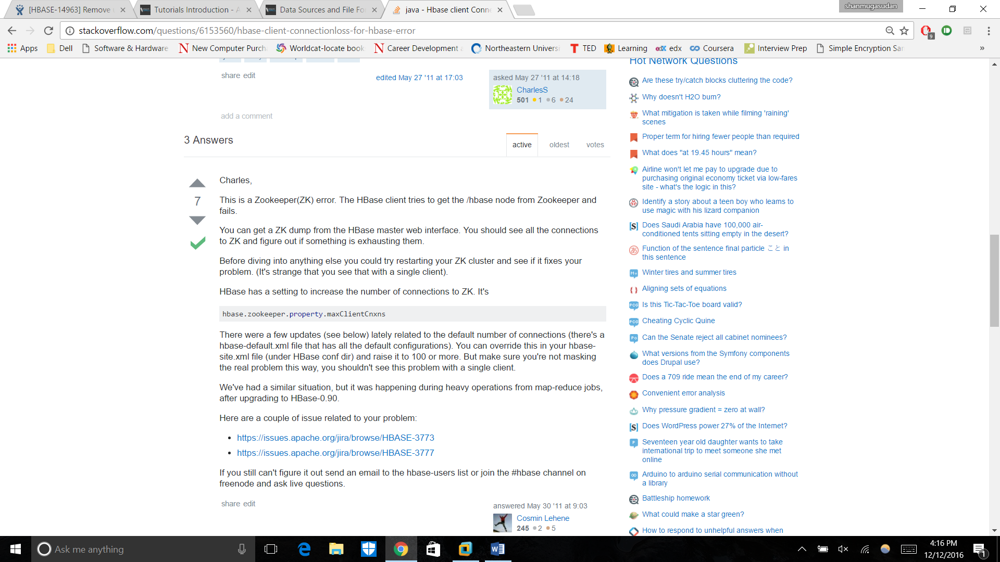 [HBASE-14963] Remove
Tutorials Introduction - A
Data Sources and File Fo
java - Hbase client Conne
shanmugasudan
stackoverflow.com/questions/6153560/hbase-client-connectionloss-for-hbase-error
9
Apps
Dell
Software & Hardware
New Computer Purch
Worldcat-locate book
Career Development a
Northeastern Universi
TED
Learning
edx
Coursera
Interview Prep
Simple Encryption Sa
»
share edit
edited May 27 '11 at 17:03
asked May 27 '11 at 14:18
CharlesS
501 1 6 24
add a comment
3 Answers
active
oldest
votes
7
Charles,
This is a Zookeeper(ZK) error. The HBase client tries to get the /hbase node from Zookeeper and
fails.
You can get a ZK dump from the HBase master web interface. You should see all the connections
to ZK and figure out if something is exhausting them.
Before diving into anything else you could try restarting your ZK cluster and see if it fixes your
problem. (It's strange that you see that with a single client).
HBase has a setting to increase the number of connections to ZK. It's
hbase.zookeeper.property.maxClientCnxns
There were a few updates (see below) lately related to the default number of connections (there's a
hbase-default.xml file that has all the default configurations). You can override this in your hbase-
site.xml file (under HBase conf dir) and raise it to 100 or more. But make sure you're not masking
the real problem this way, you shouldn't see this problem with a single client.
We've had a similar situation, but it was happening during heavy operations from map-reduce jobs,
after upgrading to HBase-0.90.
Here are a couple of issue related to your problem:
https://issues.apache.org/jira/browse/HBASE-3773
https://issues.apache.org/jira/browse/HBASE-3777
If you still can't figure it out send an email to the hbase-users list or join the #hbase channel on
freenode and ask live questions.
share edit
answered May 30 '11 at 9:03
Cosmin Lehene
245 2 5
Hot Network Questions
Are these try/catch blocks cluttering the code?
Why doesn't H2O burn?
What mitigation is taken while filming 'raining'
scenes
Proper term for hiring fewer people than required
What does "at 19.45 hours" mean?
Airline won't let me pay to upgrade due to
purchasing original economy ticket via low-fares
site - what's the logic in this?
Identify a story about a teen boy who learns to
use magic with his lizard companion
Does Saudi Arabia have 100,000 air-
conditioned tents sitting empty in the desert?
Function of the sentence final particle こと in
this sentence
Winter tires and summer tires
Aligning sets of equations
Is this Tic-Tac-Toe board valid?
Cheating Cyclic Quine
Can the Senate reject all cabinet nominees?
What versions from the Symfony components
does Drupal use?
Does a 709 ride mean the end of my career?
Convenient error analysis
Why pressure gradient = zero at wall?
Does WordPress power 27% of the Internet?
Seventeen year old daughter wants to take
international trip to meet someone she met
online
Arduino to arduino serial communication without
a library
Battleship homework
What could make a star green?
How to respond to unhelpful answers when
Ask me anything
4:16 PM
12/12/2016
1